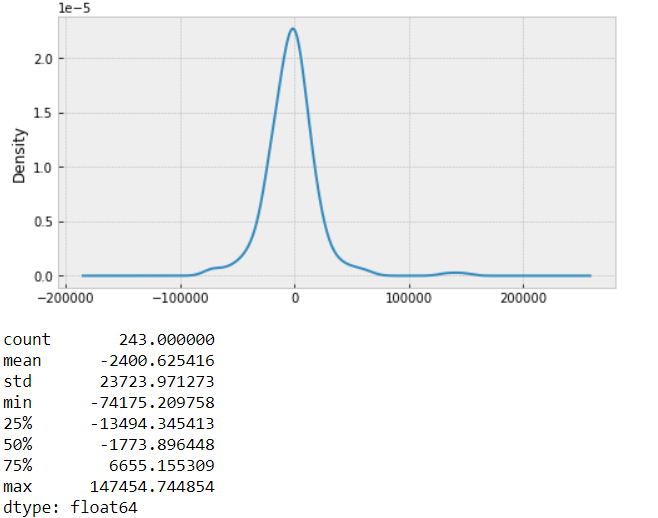 1e−5
2.0
1.5
1.0
0.5
0.0
Density
−200000 −100000 0 100000 200000
count 243.000000
mean -2400.625416
std 23723.971273
min -74175.209758
25% -13494.345413
50% -1773.896448
75% 6655.155309
max 147454.744854
dtype: float64